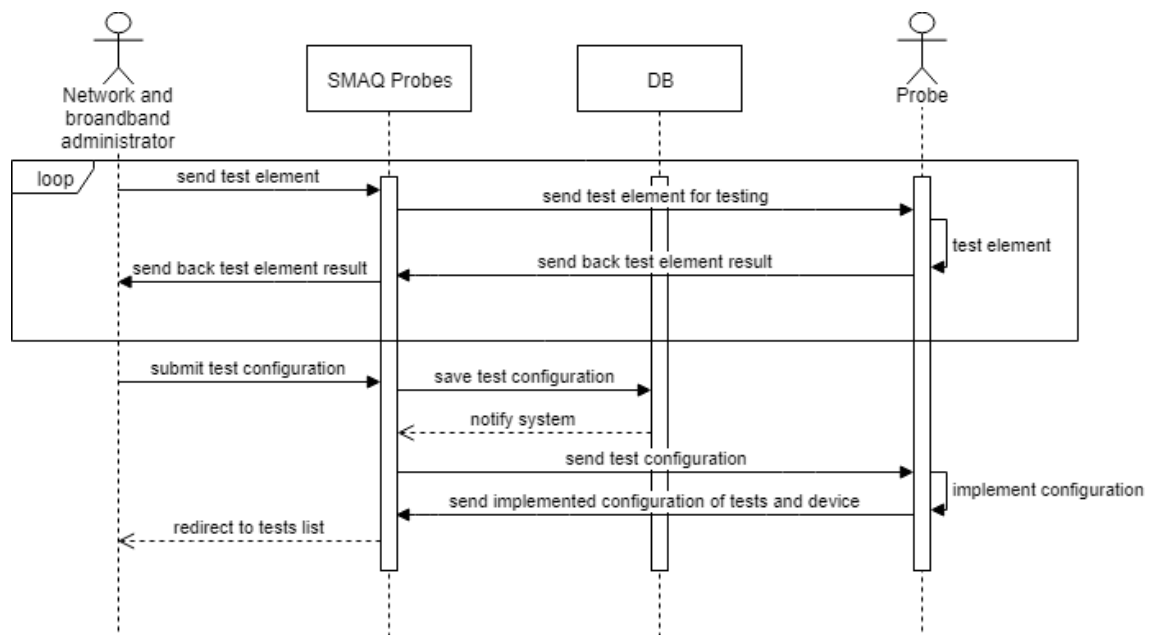 SMAQ Probes
DB
Network and
broandband
administrator
Probe
loop
send test element
send test element for testing
test element
send back test element result
send back test element result
submit test configuration
save test configuration
notify system
send test configuration
implement configuration
send implemented configuration of tests and device
redirect to tests list